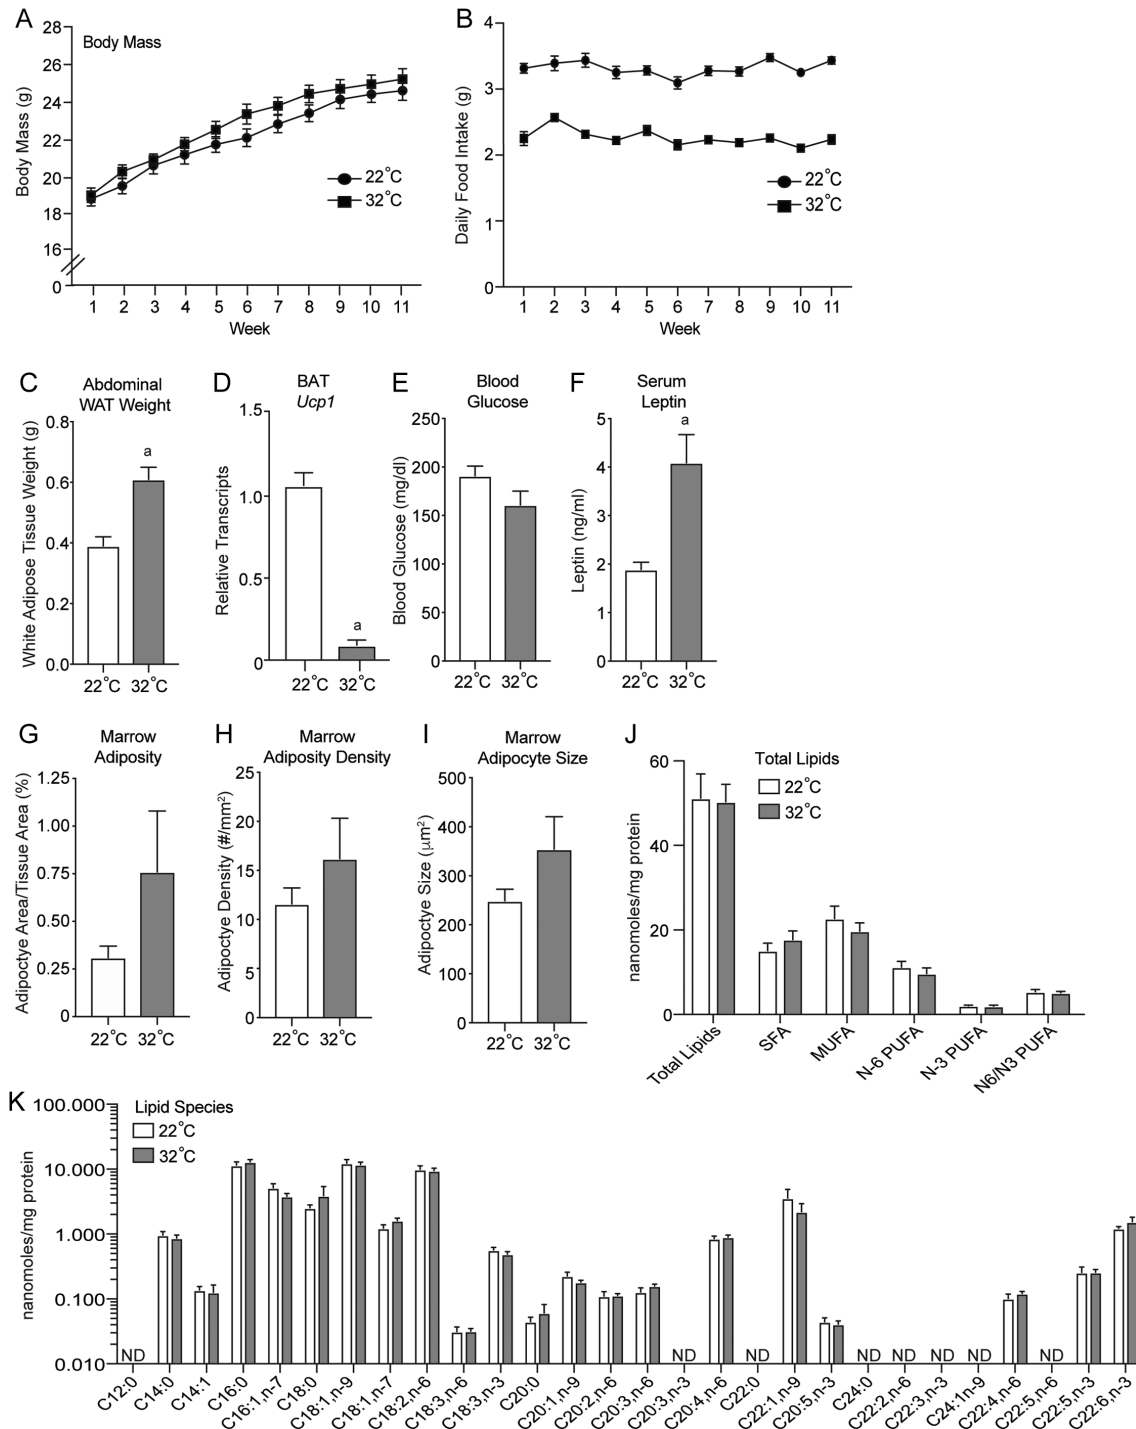 A
Body Mass
Body Mass (g)
28
26
24
22
20
18
16
0
22°C
32°C
1 2 3 4 5 6 7 8 9 10 11
Week
B
Daily Food Intake (g)
4
3
2
1
0
22°C
32°C
1 2 3 4 5 6 7 8 9 10 11
Week
C
Abdominal
WAT Weight
White Adipose Tissue Weight (g)
0.8
0.6
0.4
0.2
0.0
a
22°C 32°C
D
BAT
Ucp1
Relative Transcripts
1.5
1.0
0.5
0
a
22°C 32°C
E
Blood
Glucose
Blood Glucose (mg/dl)
250
200
150
100
50
0
22°C 32°C
F
Serum
Leptin
Leptin (ng/ml)
5
4
3
2
1
0
a
22°C 32°C
G
Marrow
Adiposity
Adipoctye Area/Tissue Area (%)
1.25
1.00
0.75
0.50
0.25
0
22°C 32°C
H
Marrow
Adiposity Density
Adipoctye Density (#/mm²)
25
20
15
10
5
0
22°C 32°C
I
Marrow
Adipocyte Size
Adipoctye Size (μm²)
500
400
300
200
100
0
22°C 32°C
J
Total Lipids
22°C
32°C
nanomoles/mg protein
60
40
20
0
Total Lipids
SFA
MUFA
N-6 PUFA
N-3 PUFA
N6/N3 PUFA
K
Lipid Species
22°C
32°C
nanomoles/mg protein
100.000
10.000
1.000
0.100
0.010
ND
ND
ND
ND
ND
ND
ND
ND
C12:0
C14:0
C14:1
C16:0
C16:1,n-7
C18:0
C18:1,n-9
C18:1,n-7
C18:2,n-6
C18:3,n-6
C18:3,n-3
C20:0
C20:1,n-9
C20:2,n-6
C20:3,n-6
C20:3,n-3
C20:4,n-6
C22:0
C22:1,n-9
C20:5,n-3
C24:0
C22:2,n-6
C22:3,n-3
C24:11n-9
C22:4,n-6
C22:5,n-6
C22:5,n-3
C22:6,n-3